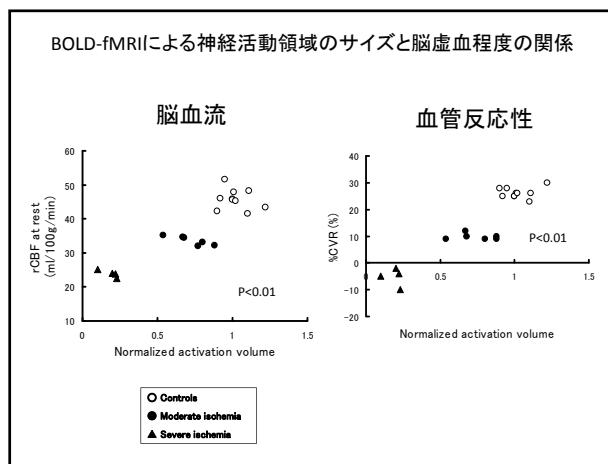 BOLD-fMRIによる神経活動領域のサイズと脳虚血程度の関係
脳血流
60
50
40
30
20
10
rCBF at rest
(ml/100g/min)
P<0.01
0
0.5
1
1.5
Normalized activation volume
血管反応性
40
30
20
10
0
-10
-20
%CVR (%)
P<0.01
0
0.5
1
1.5
Normalized activation volume
Controls
Moderate ischemia
Severe ischemia